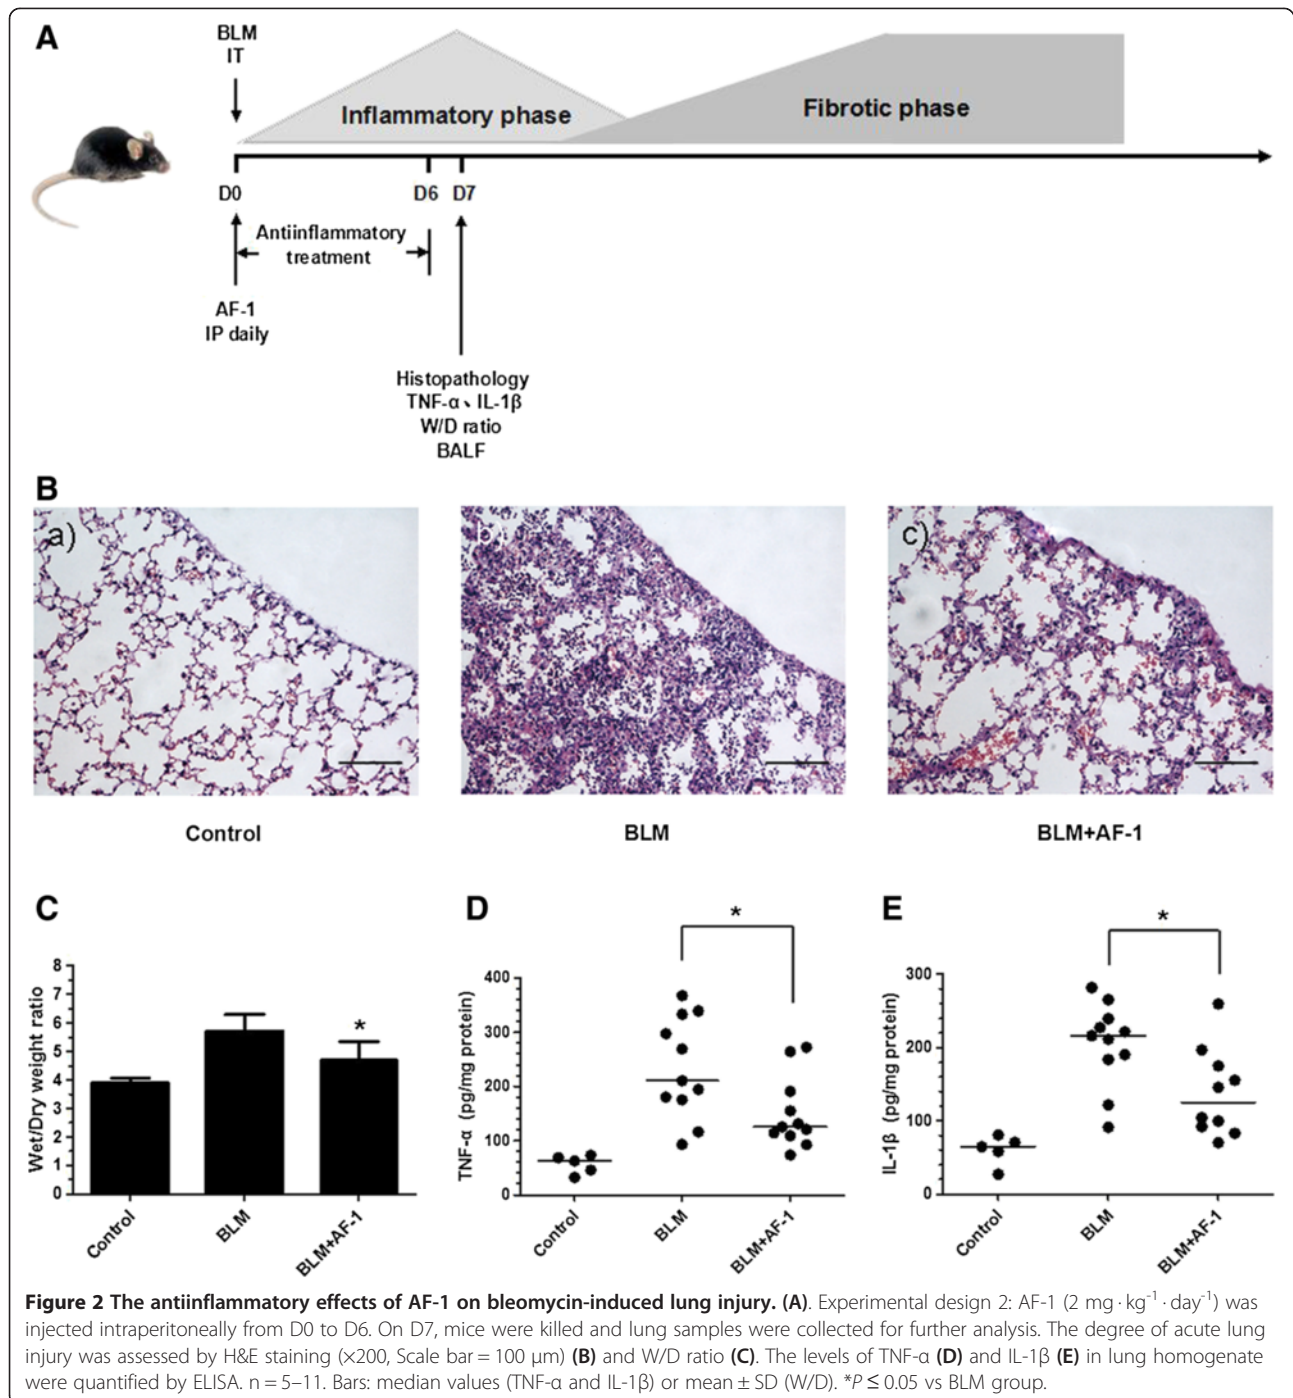 A
BLM
IT
Inflammatory phase
Fibrotic phase
D0
D6
D7
Antiinflammatory
treatment
AF-1
IP daily
Histopathology
TNF-α、IL-1β
W/D ratio
BALF
B
a)
b)
c)
Control
BLM
BLM+AF-1
C
Wet/Dry weight ratio
8
7
6
5
4
3
2
1
0
*
Control
BLM
BLM+AF-1
D
*
TNF-α (pg/mg protein)
400
300
200
100
0
Control
BLM
BLM+AF-1
E
*
IL-1β (pg/mg protein)
300
200
100
0
Control
BLM
BLM+AF-1
Figure 2 The antiinflammatory effects of AF-1 on bleomycin-induced lung injury. (A). Experimental design 2: AF-1 (2 mg · kg⁻¹ · day⁻¹) was
injected intraperitoneally from D0 to D6. On D7, mice were killed and lung samples were collected for further analysis. The degree of acute lung
injury was assessed by H&E staining (×200, Scale bar = 100 μm) (B) and W/D ratio (C). The levels of TNF-α (D) and IL-1β (E) in lung homogenate
were quantified by ELISA. n = 5–11. Bars: median values (TNF-α and IL-1β) or mean ± SD (W/D). *P ≤ 0.05 vs BLM group.